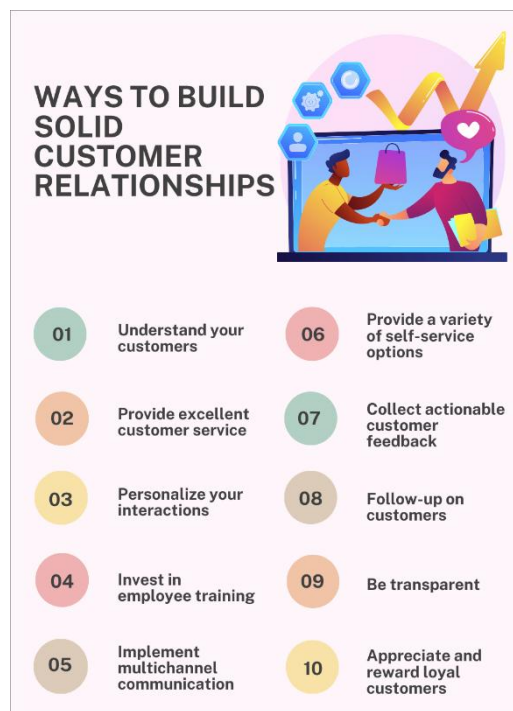 WAYS TO BUILD
SOLID
CUSTOMER
RELATIONSHIPS
01
Understand your
customers
02
Provide excellent
customer service
03
Personalize your
interactions
04
Invest in
employee training
05
Implement
multichannel
communication
06
Provide a variety
of self-service
options
07
Collect actionable
customer
feedback
08
Follow-up on
customers
09
Be transparent
10
Appreciate and
reward loyal
customers